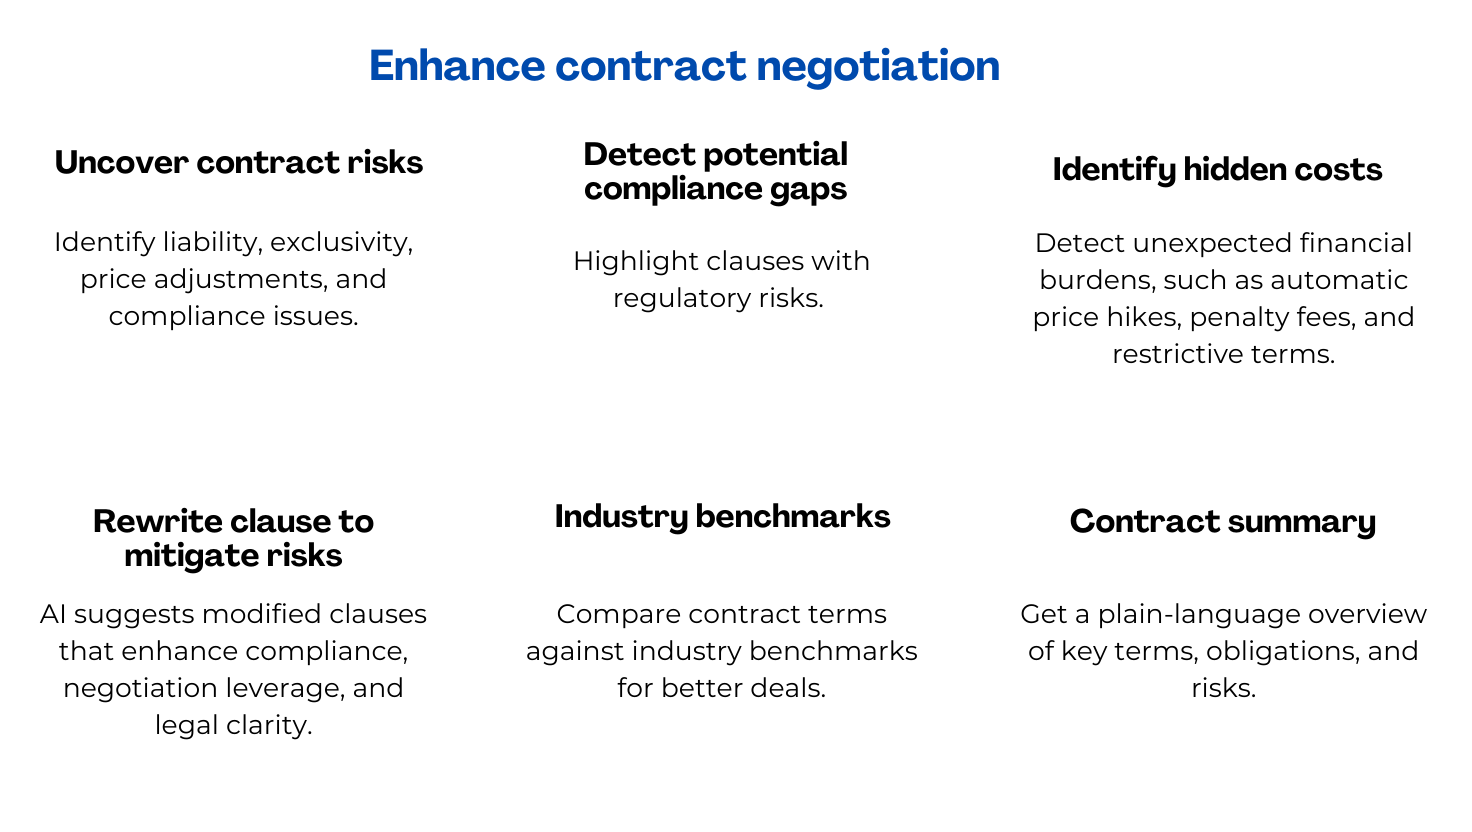 Enhance contract negotiation
Uncover contract risks
Identify liability, exclusivity,
price adjustments, and
compliance issues.
Detect potential
compliance gaps
Highlight clauses with
regulatory risks.
Identify hidden costs
Detect unexpected financial
burdens, such as automatic
price hikes, penalty fees, and
restrictive terms.
Rewrite clause to
mitigate risks
AI suggests modified clauses
that enhance compliance,
negotiation leverage, and
legal clarity.
Industry benchmarks
Compare contract terms
against industry benchmarks
for better deals.
Contract summary
Get a plain-language overview
of key terms, obligations, and
risks.